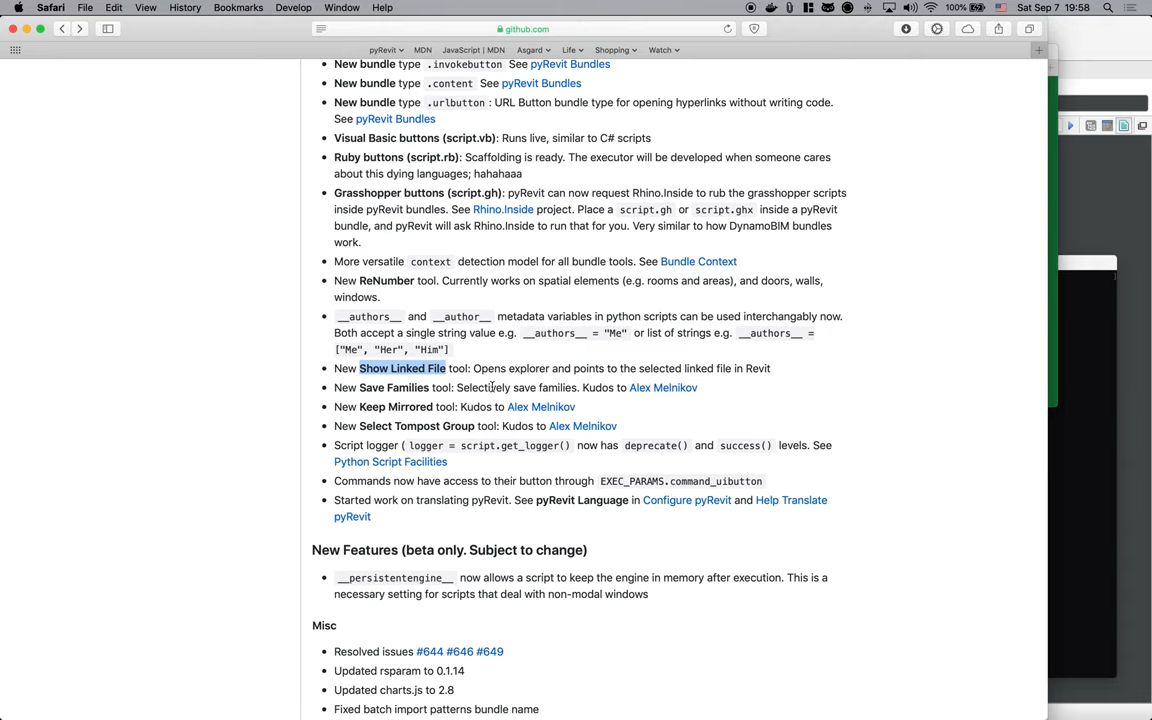 Safari File Edit View History Bookmarks Develop Window Help 100% Sat Sep 7 19:58
github.com
pyRevit MDN JavaScript | MDN Asgard Life Shopping Watch
New bundle type .invokebutton See pyRevit Bundles
New bundle type .content See pyRevit Bundles
New bundle type .urlbutton : URL Button bundle type for opening hyperlinks without writing code.
See pyRevit Bundles
Visual Basic buttons (script.vb): Runs live, similar to C# scripts
Ruby buttons (script.rb): Scaffolding is ready. The executor will be developed when someone cares
about this dying languages; hahahaaa
Grasshopper buttons (script.gh): pyRevit can now request Rhino.Inside to rub the grasshopper scripts
inside pyRevit bundles. See Rhino.Inside project. Place a script.gh or script.ghx inside a pyRevit
bundle, and pyRevit will ask Rhino.Inside to run that for you. Very similar to how DynamoBIM bundles
work.
More versatile context detection model for all bundle tools. See Bundle Context
New ReNumber tool. Currently works on spatial elements (e.g. rooms and areas), and doors, walls,
windows.
__authors__ and __author__ metadata variables in python scripts can be used interchangably now.
Both accept a single string value e.g. __authors__ = "Me" or list of strings e.g. __authors__ =
["Me", "Her", "Him"]
New Show Linked File tool: Opens explorer and points to the selected linked file in Revit
New Save Families tool: Selectively save families. Kudos to Alex Melnikov
New Keep Mirrored tool: Kudos to Alex Melnikov
New Select Tompost Group tool: Kudos to Alex Melnikov
Script logger ( logger = script.get_logger() now has deprecate() and success() levels. See
Python Script Facilities
Commands now have access to their button through EXEC_PARAMS.command_uibutton
Started work on translating pyRevit. See pyRevit Language in Configure pyRevit and Help Translate
pyRevit
New Features (beta only. Subject to change)
__persistentengine__ now allows a script to keep the engine in memory after execution. This is a
necessary setting for scripts that deal with non-modal windows
Misc
Resolved issues #644 #646 #649
Updated rsparam to 0.1.14
Updated charts.js to 2.8
Fixed batch import patterns bundle name